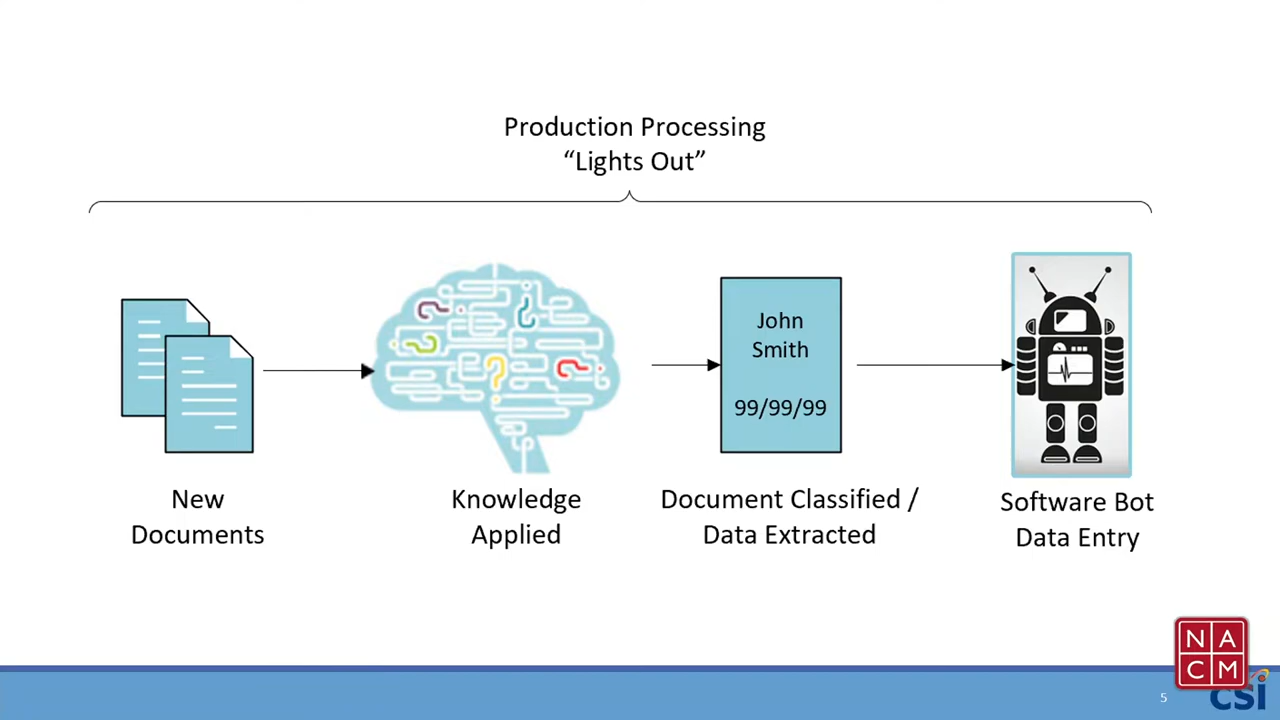 Production Processing
“Lights Out”
John
Smith
99/99/99
New
Documents
Knowledge
Applied
Document Classified /
Data Extracted
Software Bot
Data Entry
N A
C M
5
csi